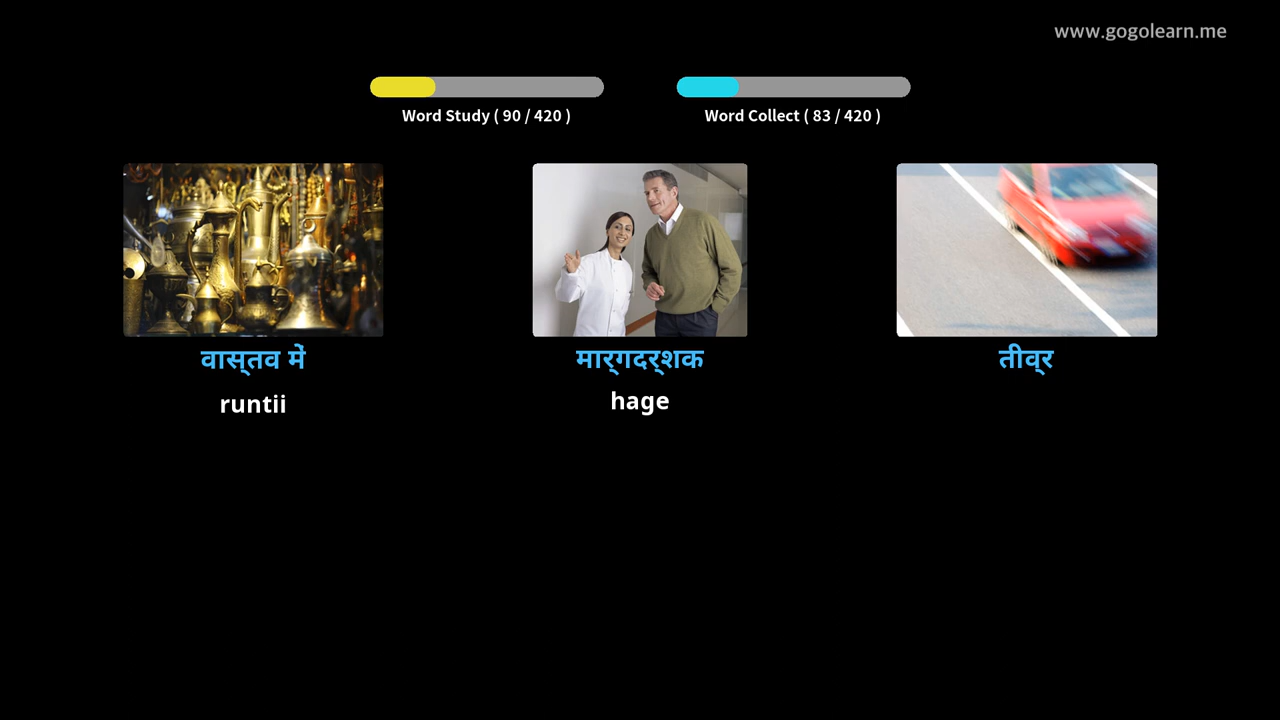 www.gogolearn.me
Word Study ( 90 / 420 )
Word Collect ( 83 / 420 )
वास्तव में
मार्गदर्शक
तीव्र
runtii
hage